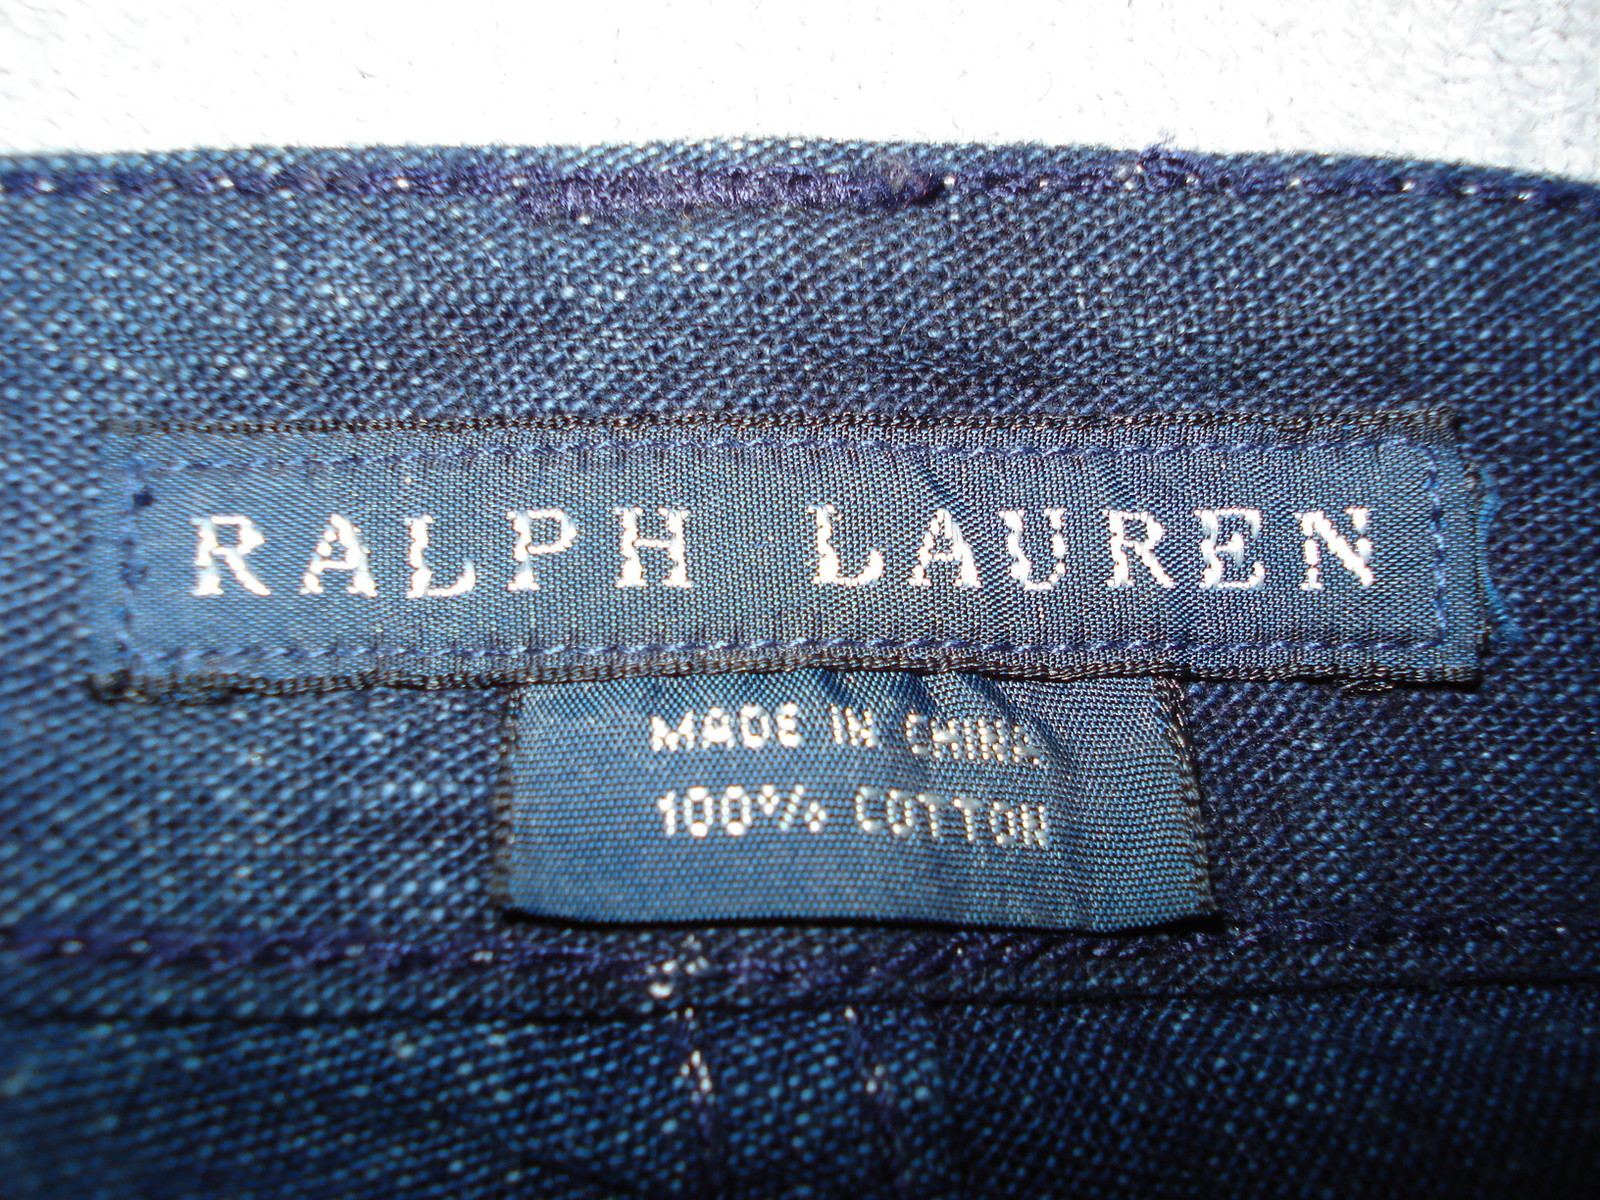 RALPH LAUREN
MADE IN CHINA
100% COTTON